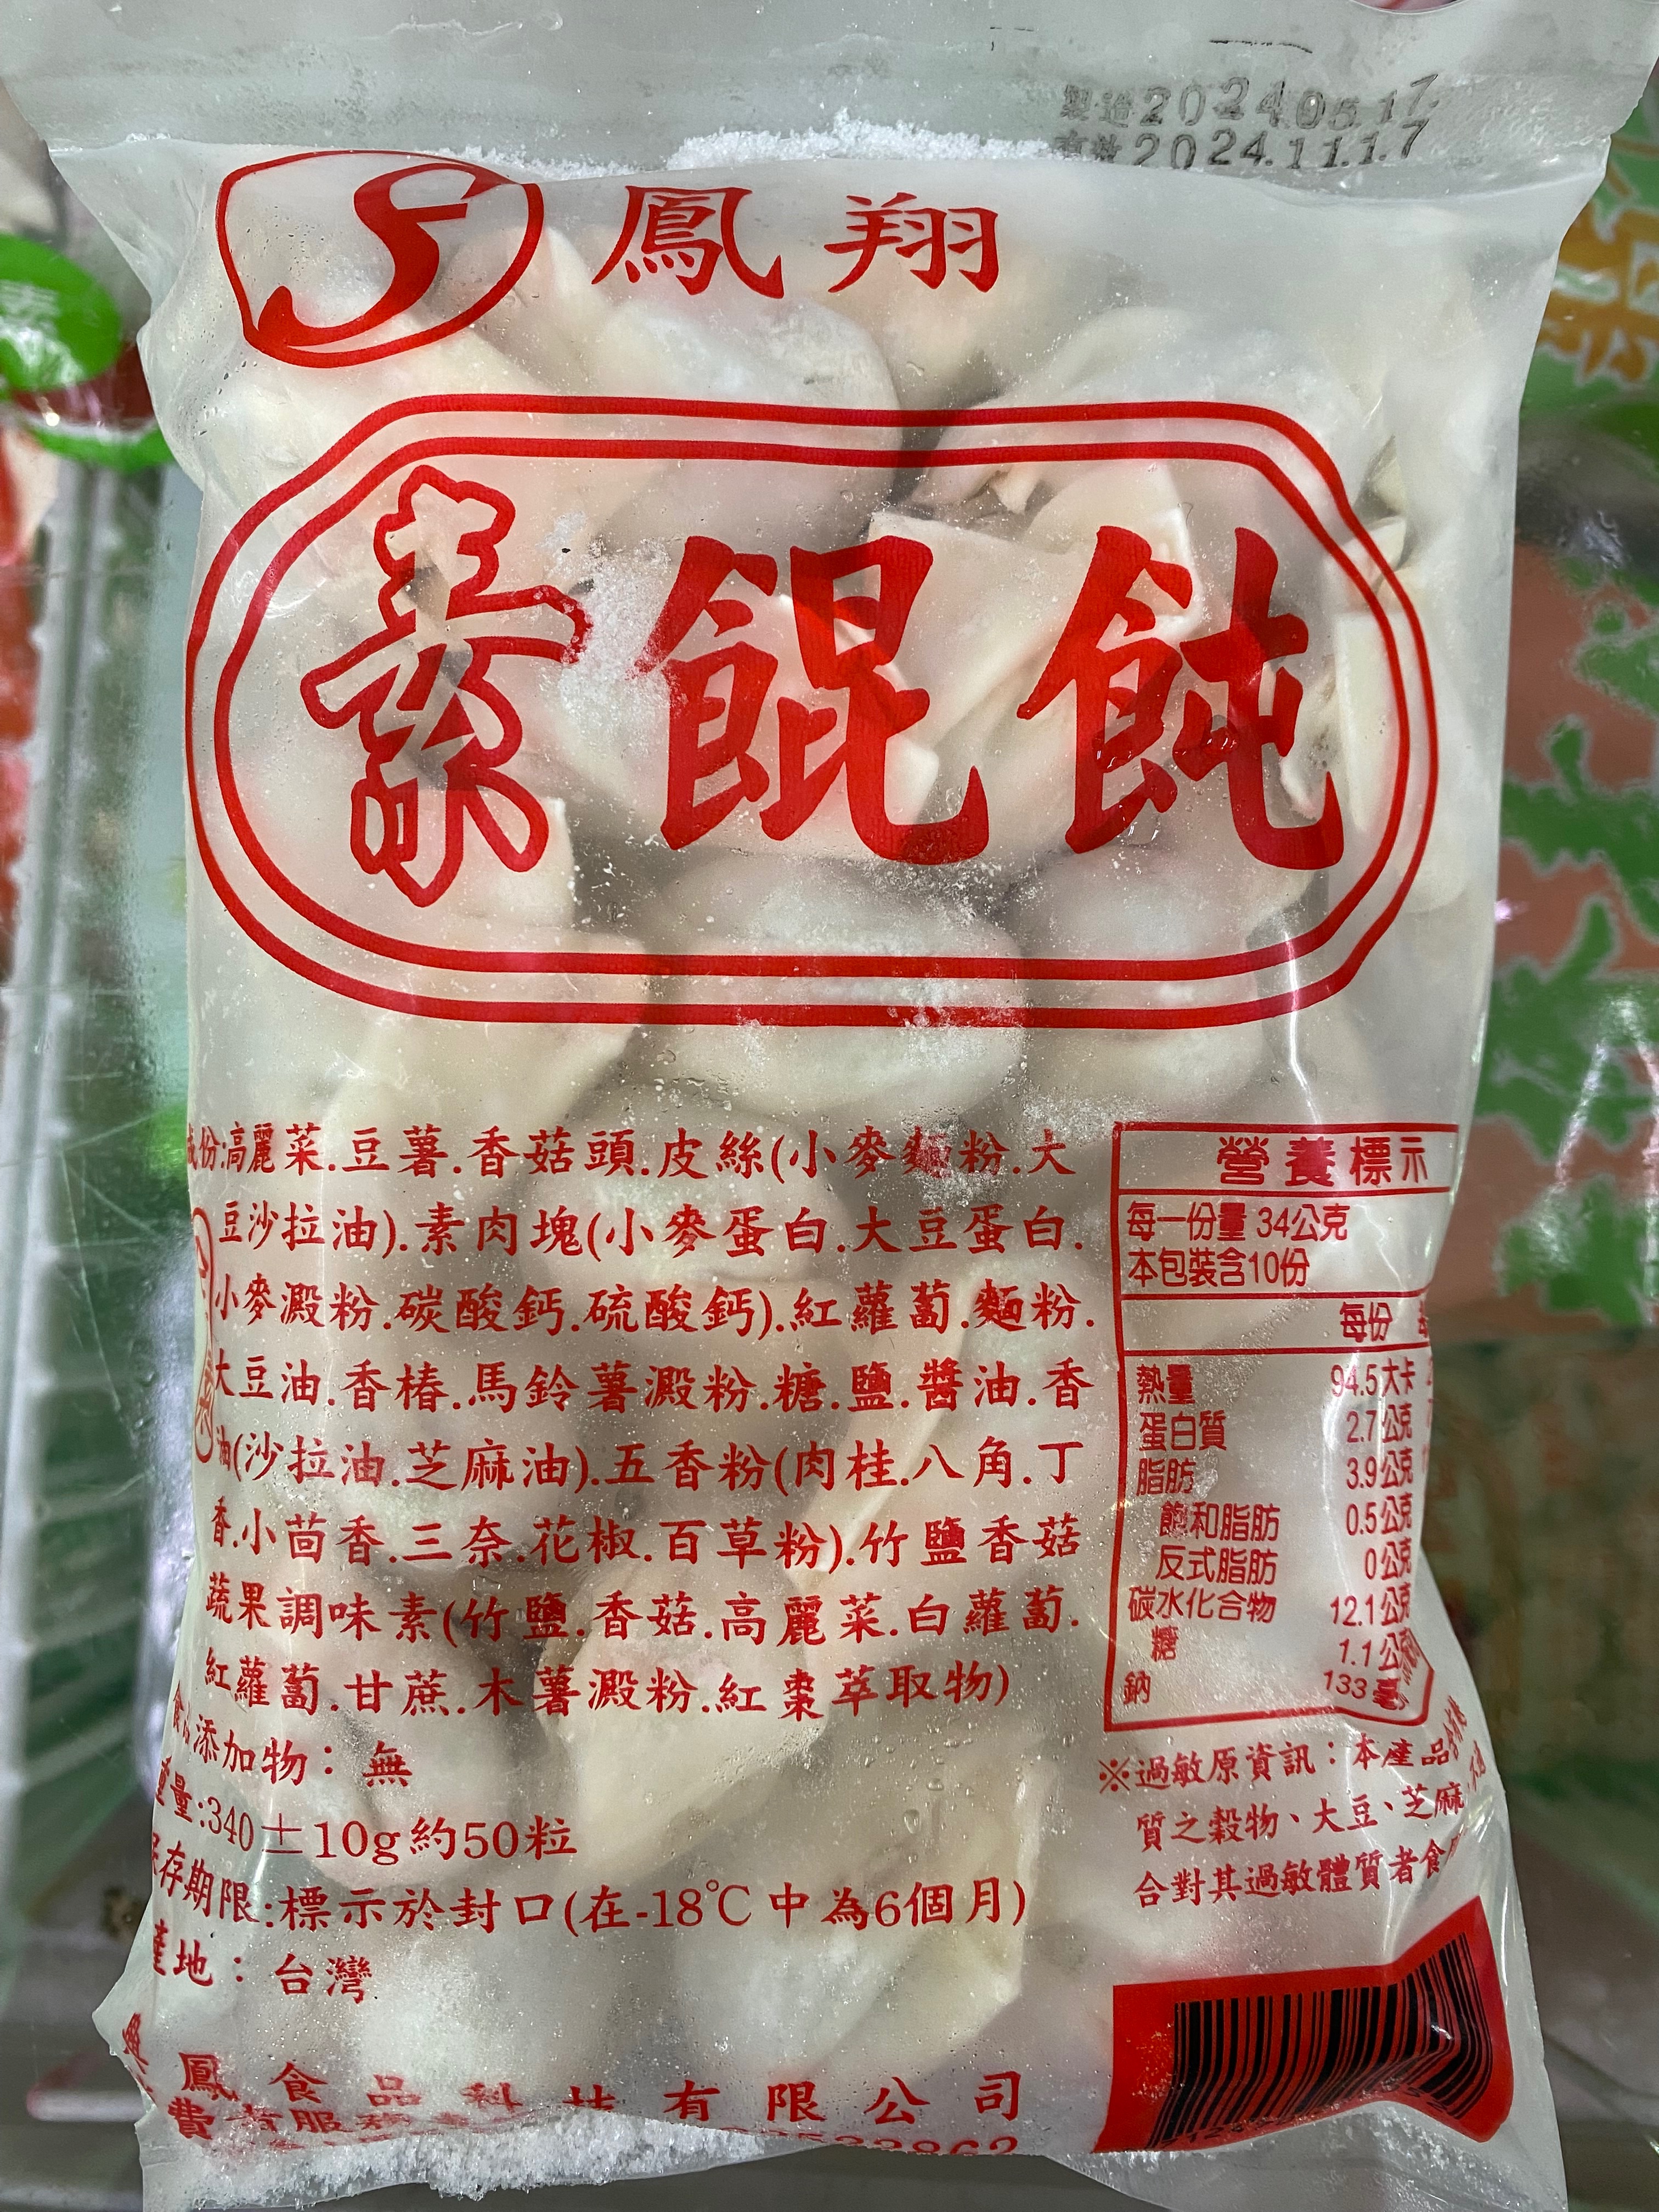 製造2024.05.17
有效2024.11.17
鳳翔
素餛飩
成份:高麗菜.豆薯.香菇頭.皮絲(小麥麵粉.大
豆沙拉油).素肉塊(小麥蛋白.大豆蛋白.
小麥澱粉.碳酸鈣.硫酸鈣).紅蘿蔔.麵粉.
大豆油.香椿.馬鈴薯澱粉.糖.鹽.醬油.香
油(沙拉油.芝麻油).五香粉(肉桂.八角.丁
香.小茴香.三奈.花椒.百草粉).竹鹽香菇
蔬果調味素(竹鹽.香菇.高麗菜.白蘿蔔.
紅蘿蔔.甘蔗.木薯澱粉.紅棗萃取物)
食品添加物：無
重量:340±10g約50粒
保存期限:標示於封口(在-18℃中為6個月)
產地：台灣
鳳食品科技有限公司
營養標示
每一份量 34公克
本包裝含10份
每份
熱量 94.5大卡
蛋白質 2.7公克
脂肪 3.9公克
飽和脂肪 0.5公克
反式脂肪 0公克
碳水化合物 12.1公克
糖 1.1公克
鈉 133毫
※過敏原資訊：本產品
質之穀物、大豆、芝麻
合對其過敏體質者食